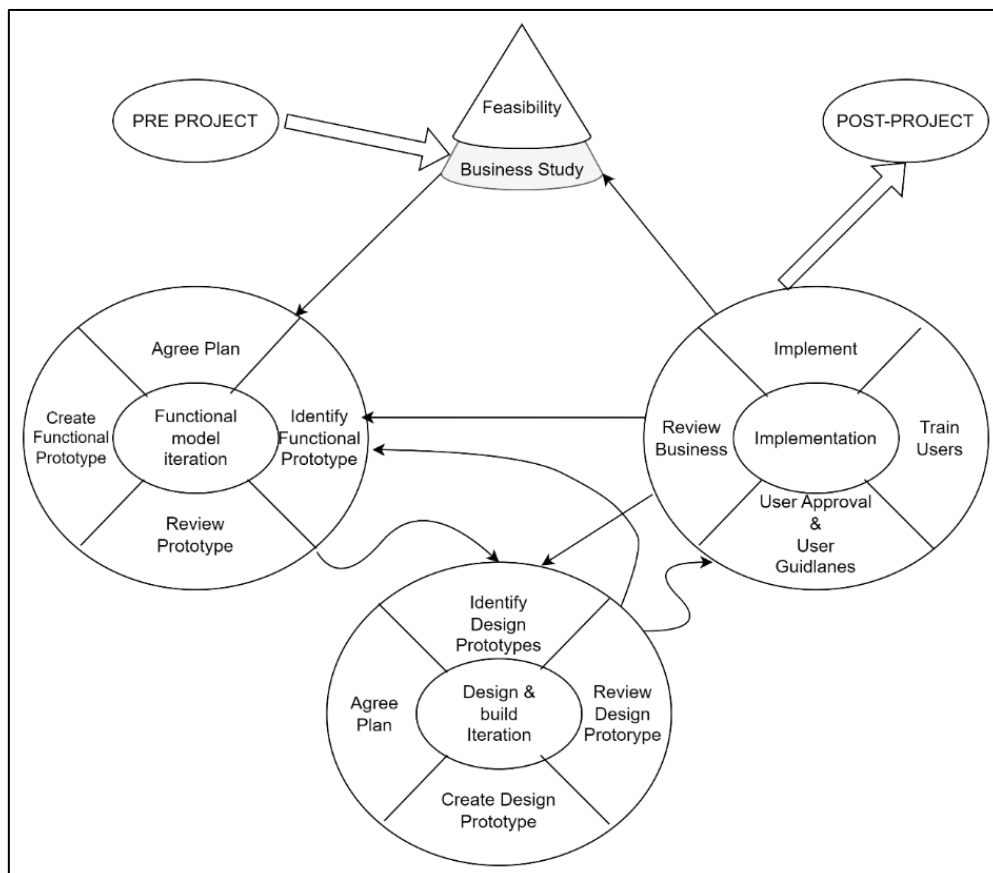 PRE PROJECT
Feasibility
Business Study
POST-PROJECT
Agree Plan
Create
Functional
Prototype
Functional
model
iteration
Identify
Functional
Prototype
Review
Prototype
Implement
Review
Business
Implementation
Train
Users
User Approval
&
User
Guidlanes
Identify
Design
Prototypes
Agree
Plan
Design &
build
Iteration
Review
Design
Protorype
Create Design
Prototype